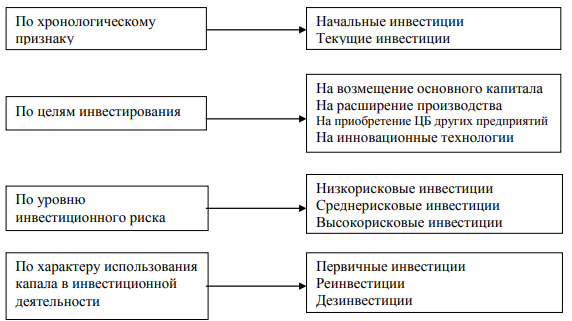 По хронологическому
признаку
Начальные инвестиции
Текущие инвестиции
По целям инвестирования
На возмещение основного капитала
На расширение производства
На приобретение ЦБ других предприятий
На инновационные технологии
По уровню
инвестиционного риска
Низкорисковые инвестиции
Среднерисковые инвестиции
Высокорисковые инвестиции
По характеру использования
капала в инвестиционной
деятельности
Первичные инвестиции
Реинвестиции
Дезинвестиции